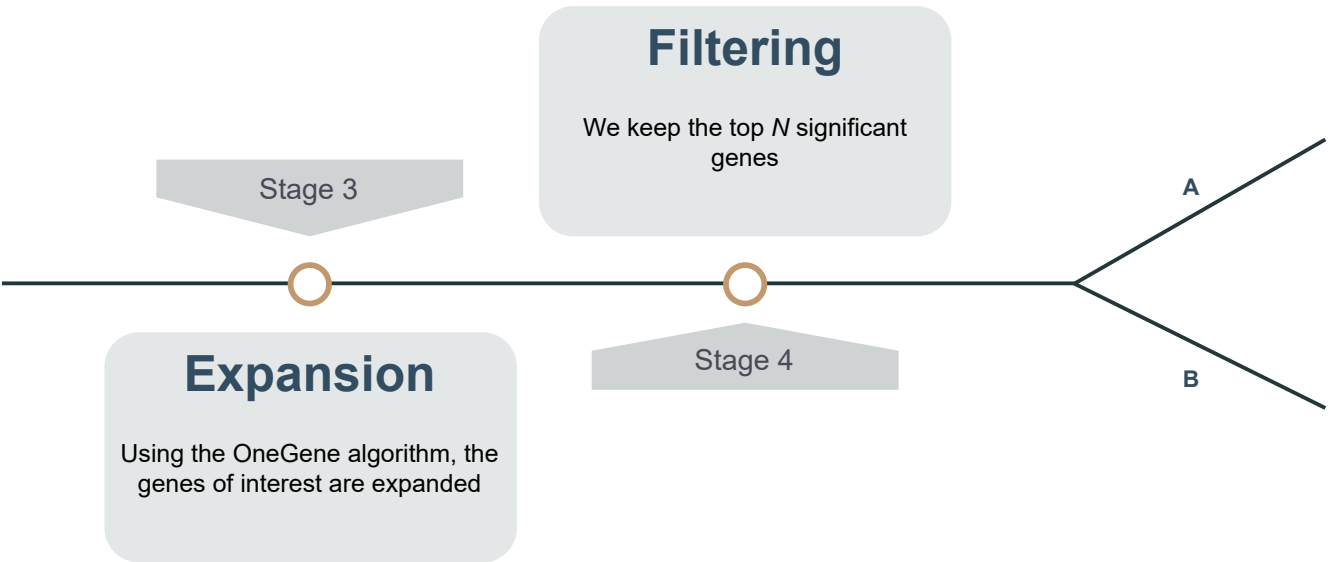 Filtering
We keep the top N significant
genes
Stage 3
A
Stage 4
B
Expansion
Using the OneGene algorithm, the
genes of interest are expanded